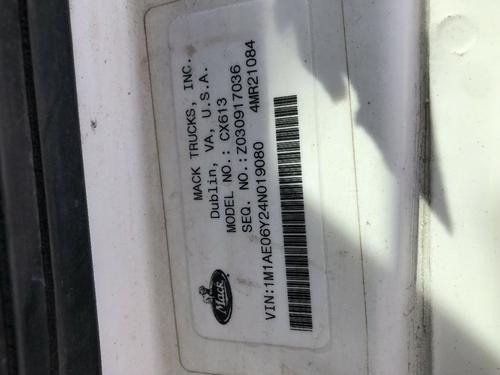 MACK TRUCKS, INC.
Dublin, VA, U.S.A.
MODEL NO.: CX613
SEQ. NO.:Z030917036
4MR21084
Mack
VIN:1M1AE06Y24N019080